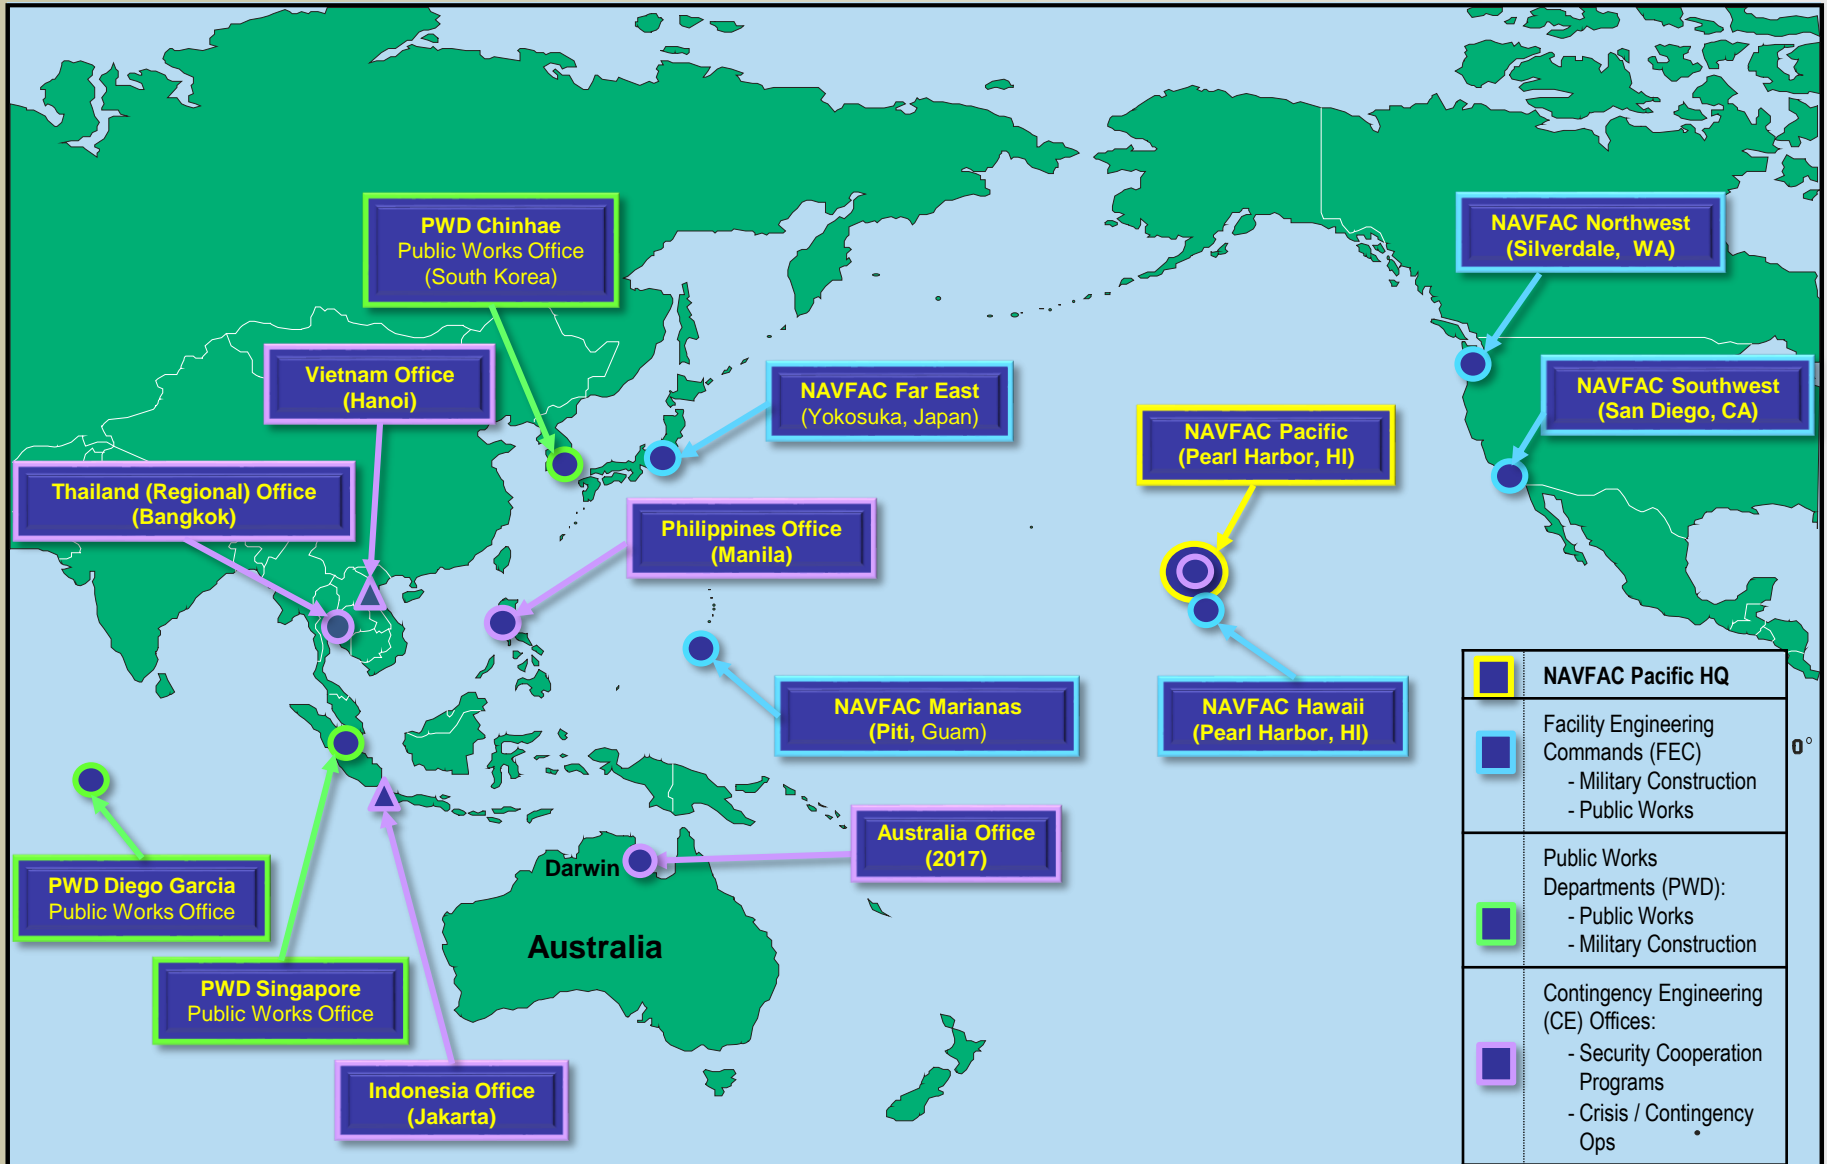 PWD Chinhae
Public Works Office
(South Korea)
NAVFAC Northwest
(Silverdale, WA)
Vietnam Office
(Hanoi)
NAVFAC Far East
(Yokosuka, Japan)
NAVFAC Southwest
(San Diego, CA)
NAVFAC Pacific
(Pearl Harbor, HI)
Thailand (Regional) Office
(Bangkok)
Philippines Office
(Manila)
NAVFAC Marianas
(Piti, Guam)
NAVFAC Hawaii
(Pearl Harbor, HI)
Australia Office
(2017)
Darwin
Australia
PWD Diego Garcia
Public Works Office
PWD Singapore
Public Works Office
Indonesia Office
(Jakarta)
NAVFAC Pacific HQ
Facility Engineering
Commands (FEC)
- Military Construction
- Public Works
0°
Public Works
Departments (PWD):
- Public Works
- Military Construction
Contingency Engineering
(CE) Offices:
- Security Cooperation
Programs
- Crisis / Contingency
Ops